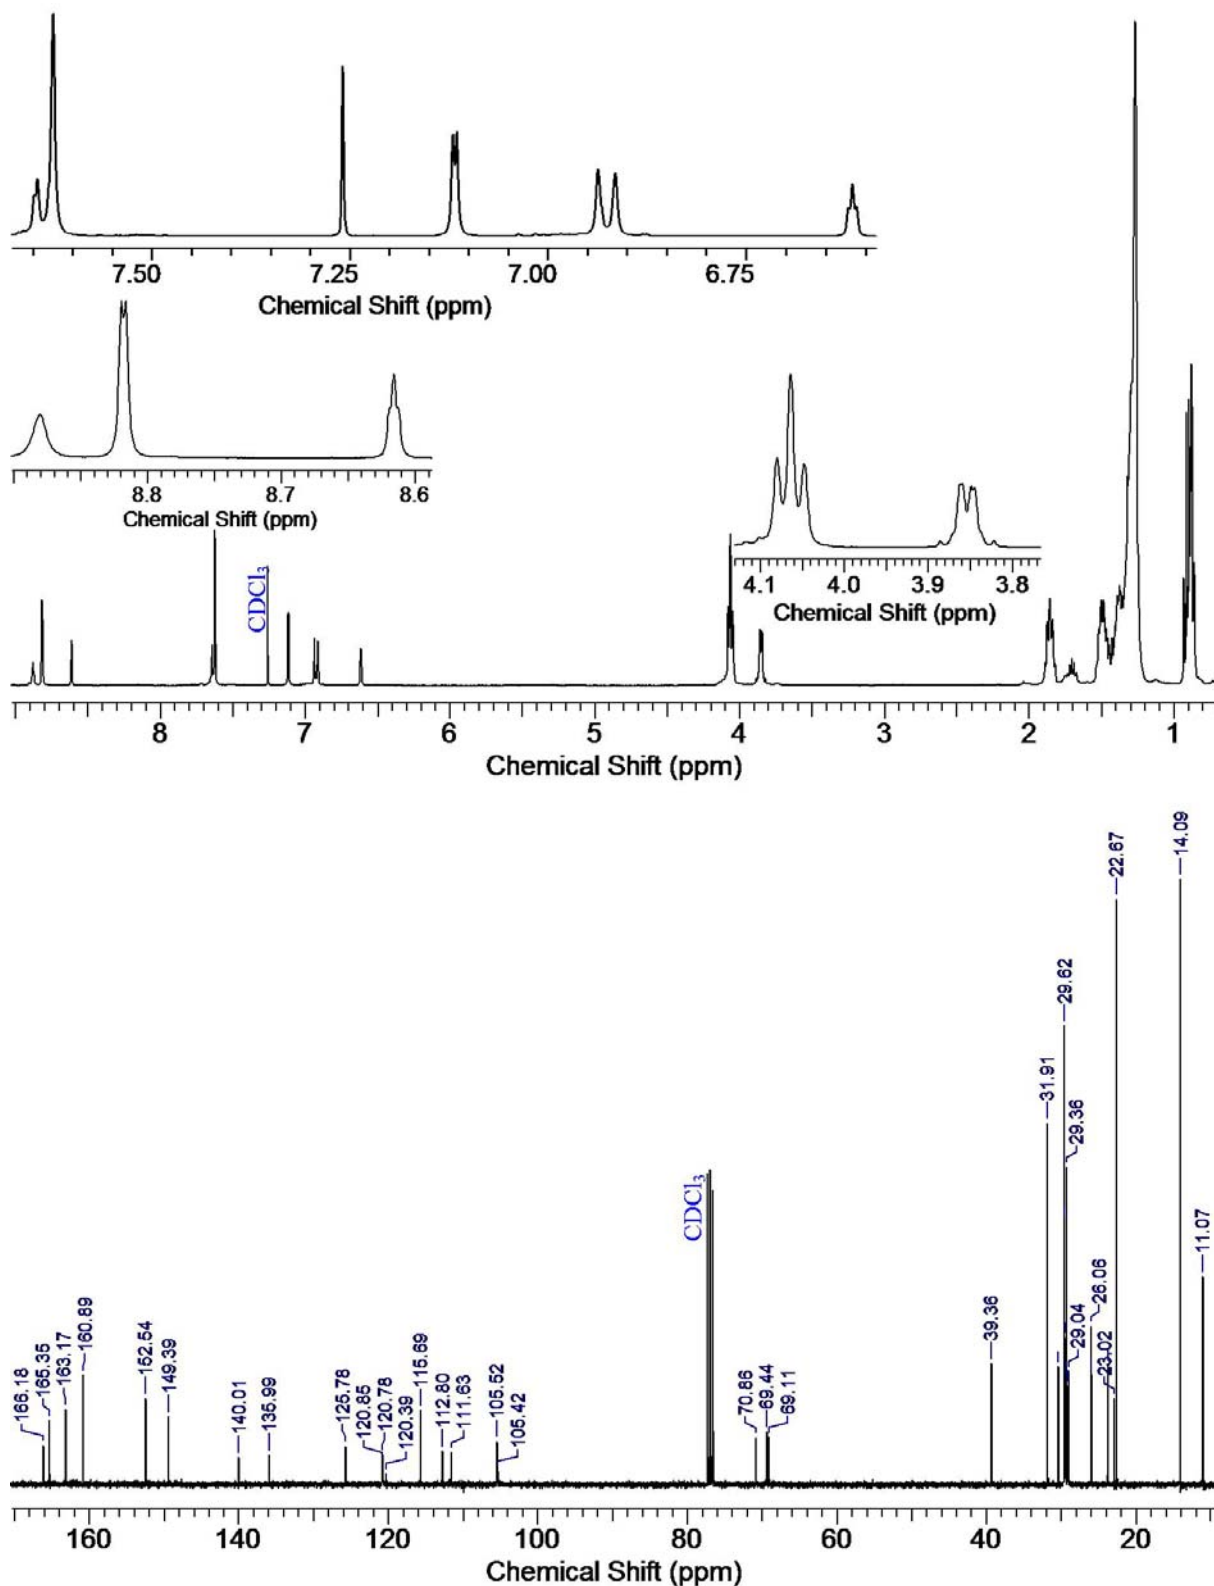 7.50 7.25 7.00 6.75
Chemical Shift (ppm)
8.8 8.7 8.6
Chemical Shift (ppm)
4.1 4.0 3.9 3.8
Chemical Shift (ppm)
CDCl3
8 7 6 5 4 3 2 1
Chemical Shift (ppm)
166.18
165.35
163.17
160.89
152.54
149.39
140.01
135.99
125.78
120.85
120.78
120.39
115.69
112.80
111.63
105.52
105.42
CDCl3
70.86
69.44
69.11
39.36
31.91
29.62
29.36
29.04
26.06
23.02
22.67
14.09
11.07
160 140 120 100 80 60 40 20
Chemical Shift (ppm)